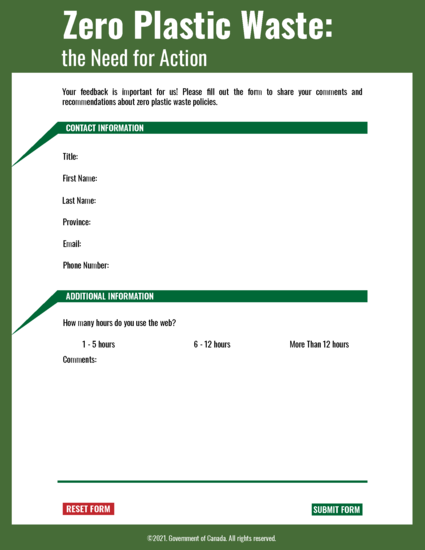 Zero Plastic Waste:
the Need for Action
Your feedback is important for us! Please fill out the form to share your comments and
recommendations about zero plastic waste policies.
CONTACT INFORMATION
Title:
First Name:
Last Name:
Province:
Email:
Phone Number:
ADDITIONAL INFORMATION
How many hours do you use the web?
1 - 5 hours 6 - 12 hours More Than 12 hours
Comments:
RESET FORM SUBMIT FORM
©2021. Government of Canada. All rights reserved.